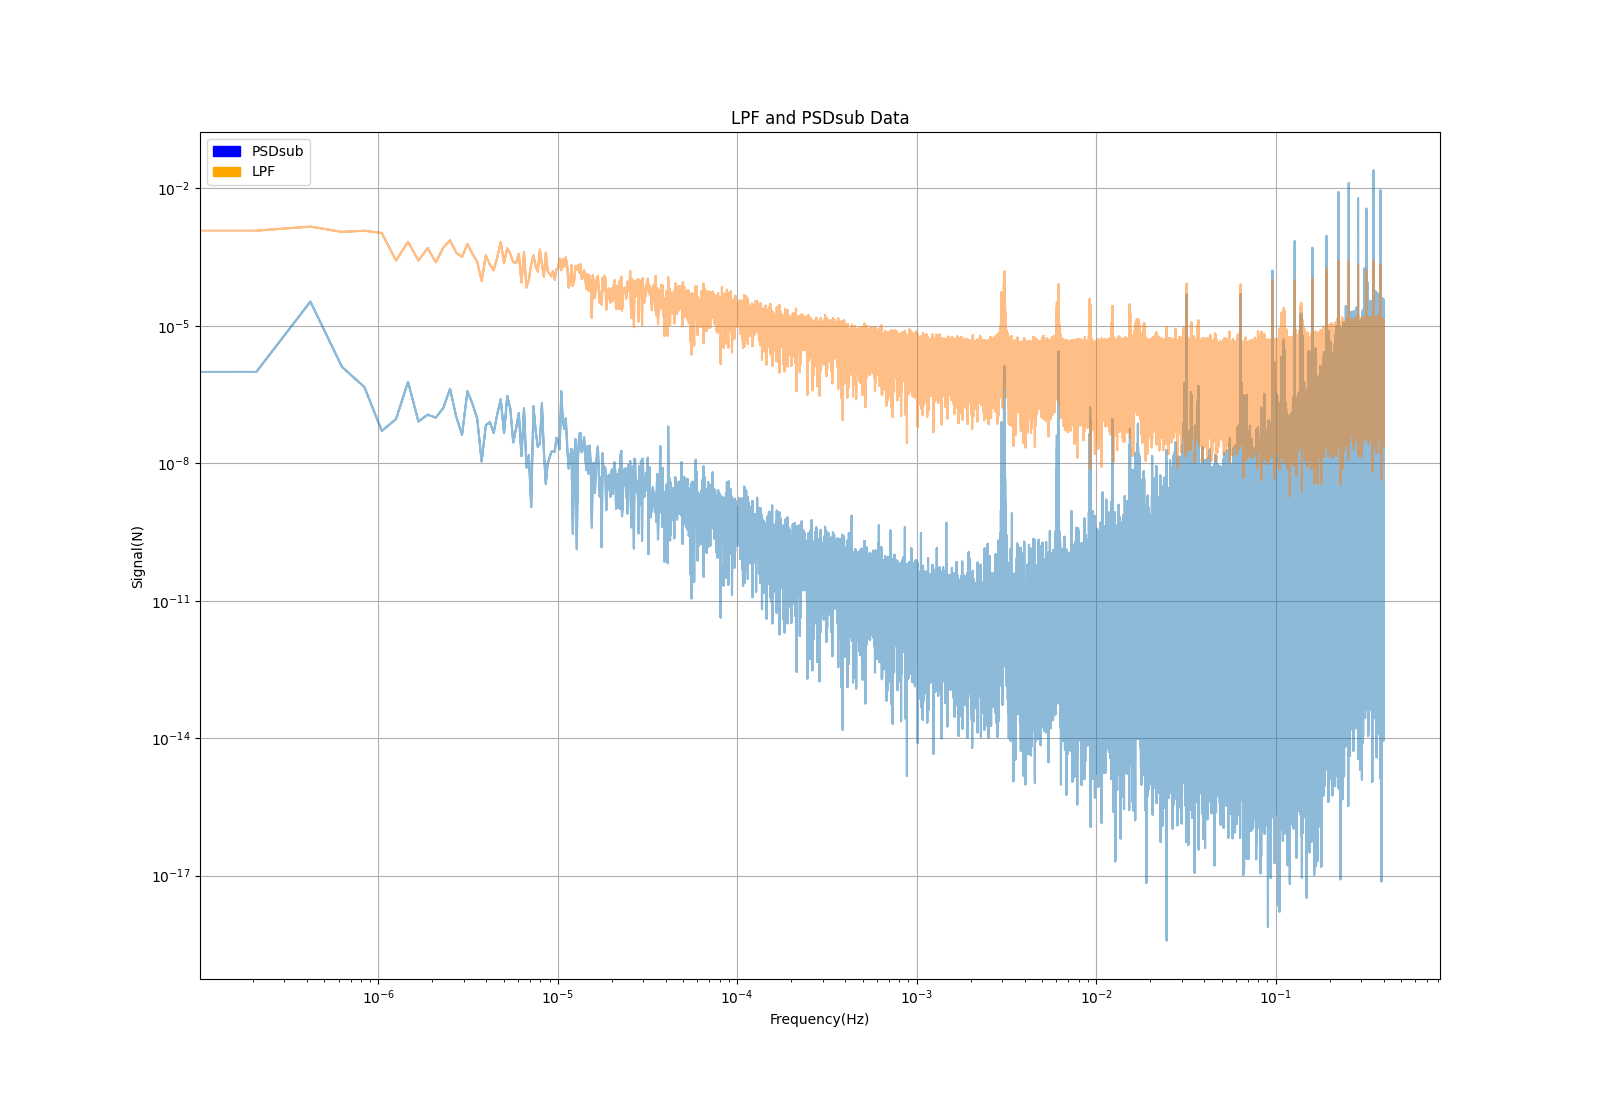 LPF and PSDsub Data
PSDsub
LPF
Signal(N)
10⁻²
10⁻⁵
10⁻⁸
10⁻¹¹
10⁻¹⁴
10⁻¹⁷
10⁻⁶ 10⁻⁵ 10⁻⁴ 10⁻³ 10⁻² 10⁻¹
Frequency(Hz)